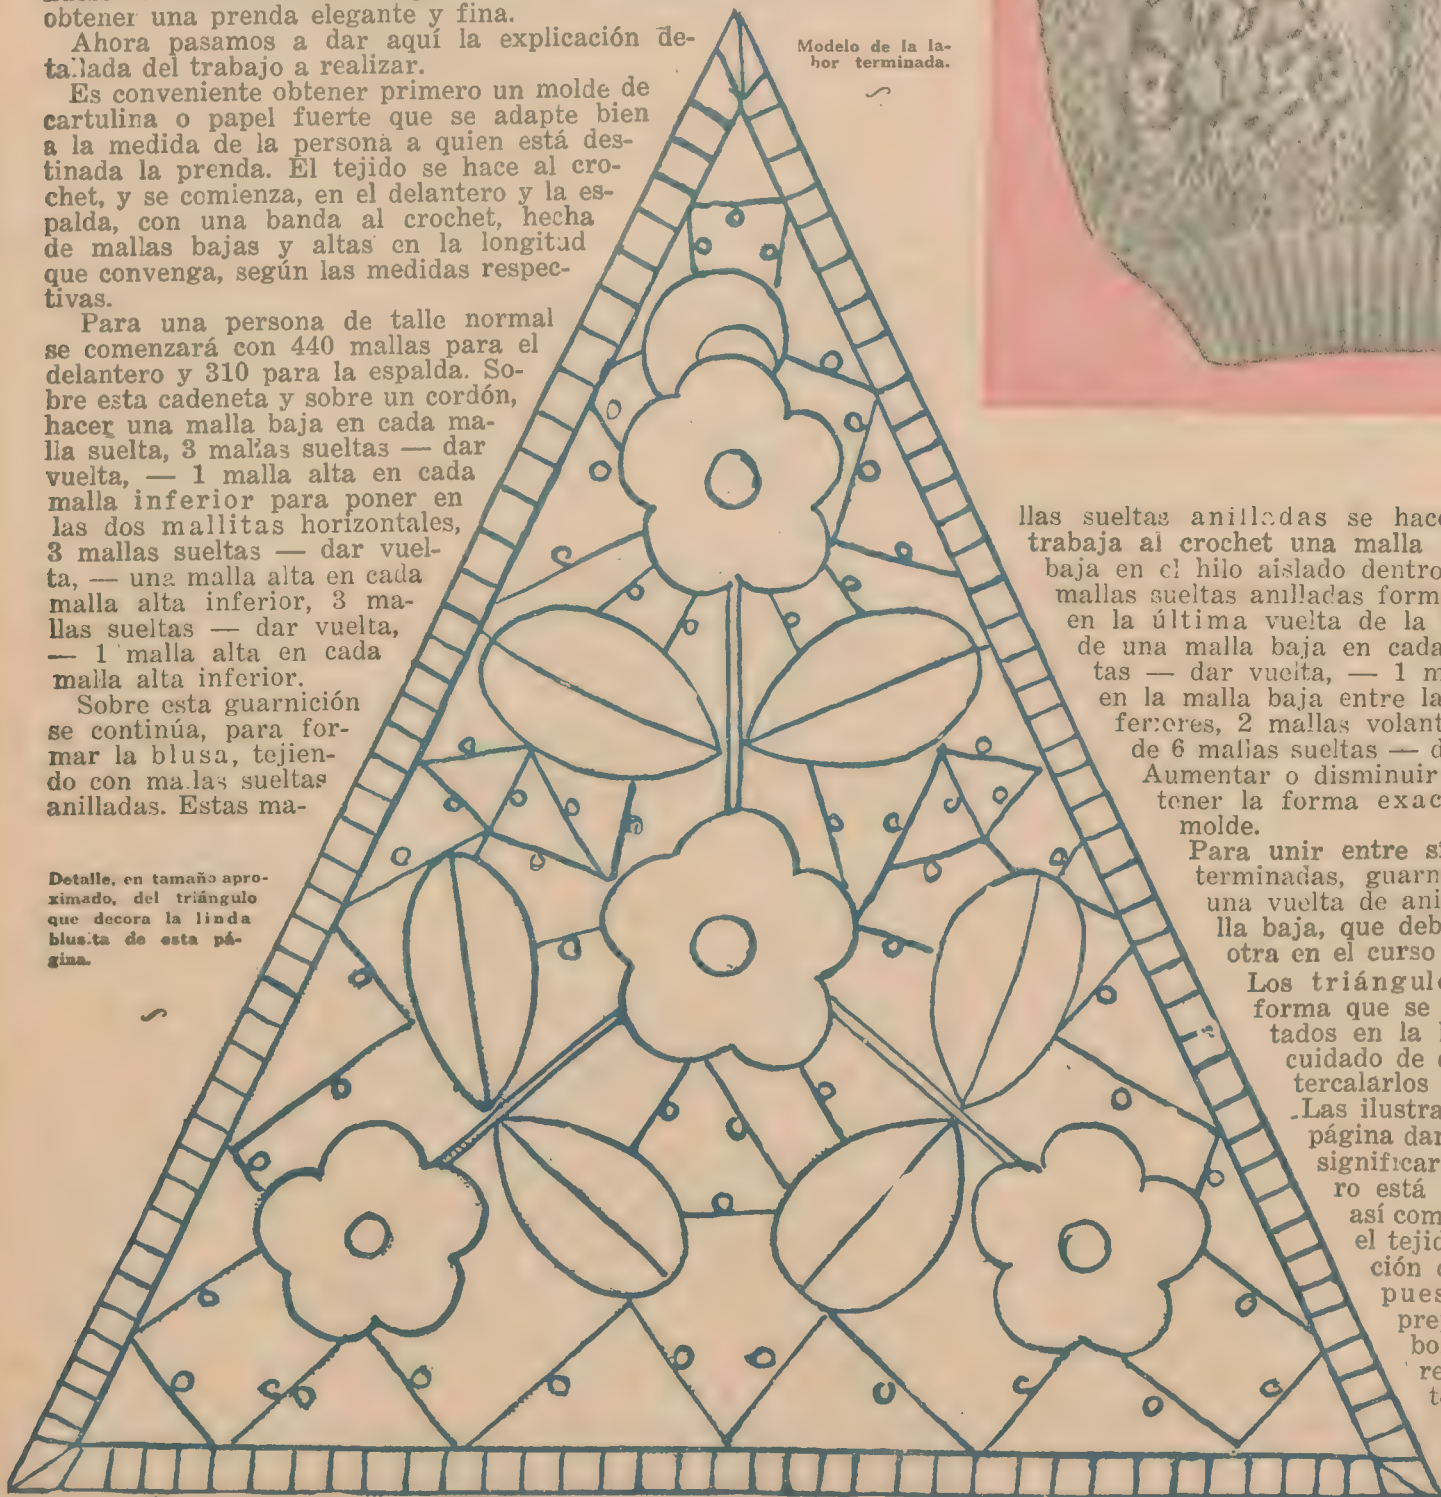 obtener una prenda elegante y fina.
Ahora pasamos a dar aquí la explicación de-
tallada del trabajo a realizar.
Es conveniente obtener primero un molde de
cartulina o papel fuerte que se adapte bien
a la medida de la persona a quien está des-
tinada la prenda. El tejido se hace al cro-
chet, y se comienza, en el delantero y la es-
palda, con una banda al crochet, hecha
de mallas bajas y altas en la longitud
que convenga, según las medidas respec-
tivas.
Para una persona de talle normal
se comenzará con 440 mallas para el
delantero y 310 para la espalda. So-
bre esta cadeneta y sobre un cordón,
hacer una malla baja en cada ma-
lla suelta, 3 mallas sueltas — dar
vuelta, — 1 malla alta en cada
malla inferior para poner en
las dos mallitas horizontales,
3 mallas sueltas — dar vuel-
ta, — una malla alta en cada
malla alta inferior, 3 ma-
llas sueltas — dar vuelta,
— 1 malla alta en cada
malla alta inferior.
Sobre esta guarnición
se continúa, para for-
mar la blusa, tejien-
do con mallas sueltas
anilladas. Estas ma-
Detalle, en tamaño apro-
ximado, del triángulo
que decora la linda
blusita de esta pá-
gina.
Modelo de la la-
bor terminada.
llas sueltas anilladas se hace
trabaja al crochet una malla
baja en el hilo aislado dentro
mallas sueltas anilladas form
en la última vuelta de la
de una malla baja en cada
tas — dar vuelta, — 1 m
en la malla baja entre la
feriores, 2 mallas volant
de 6 mallas sueltas — d
Aumentar o disminuir
tener la forma exac
molde.
Para unir entre s
terminadas, guarn
una vuelta de ani
lla baja, que deb
otra en el curso
Los triángul
forma que se
tados en la
cuidado de
tercalarlos
Las ilustra
página dar
significar
ro está
así com
el tejid
ción
pues
pre
bo
re
t